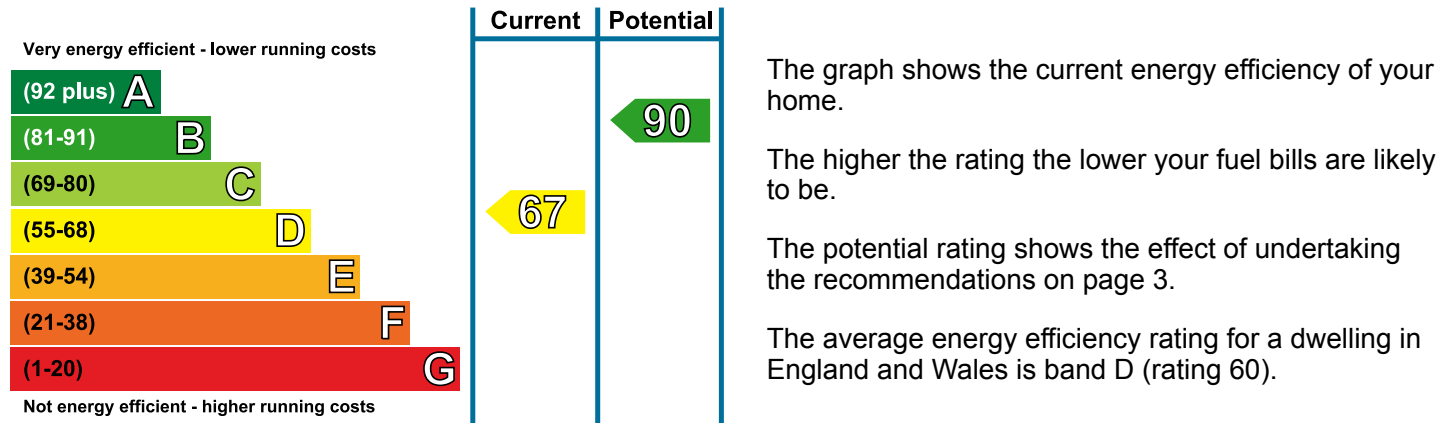 Current Potential
Very energy efficient - lower running costs
(92 plus) A
(81-91) B
(69-80) C
(55-68) D
(39-54) E
(21-38) F
(1-20) G
Not energy efficient - higher running costs
67
90
The graph shows the current energy efficiency of your
home.
The higher the rating the lower your fuel bills are likely
to be.
The potential rating shows the effect of undertaking
the recommendations on page 3.
The average energy efficiency rating for a dwelling in
England and Wales is band D (rating 60).